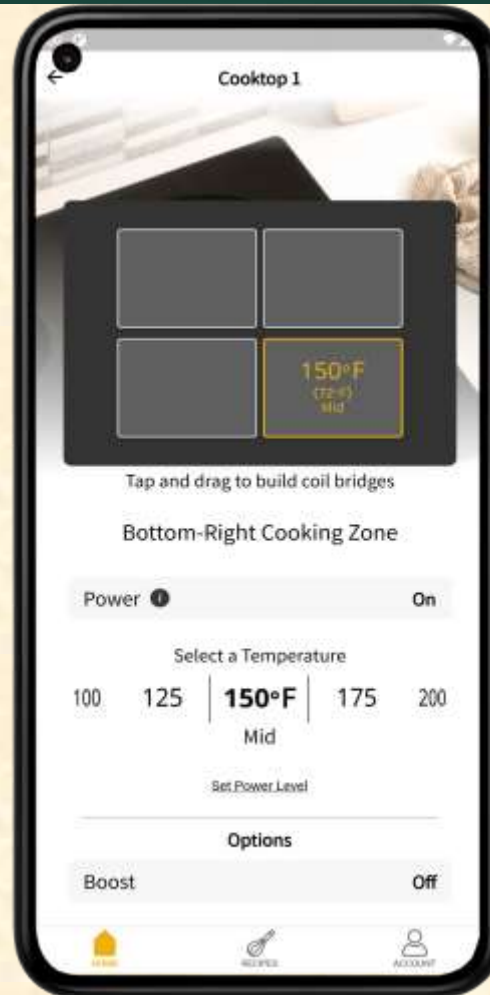 Cooktop 1
150°F
(72°F)
Mid
Tap and drag to build coil bridges
Bottom-Right Cooking Zone
Power i On
Select a Temperature
100 125 150°F 175 200
Mid
Set Power Level
Options
Boost Off
HOME RECIPES ACCOUNT